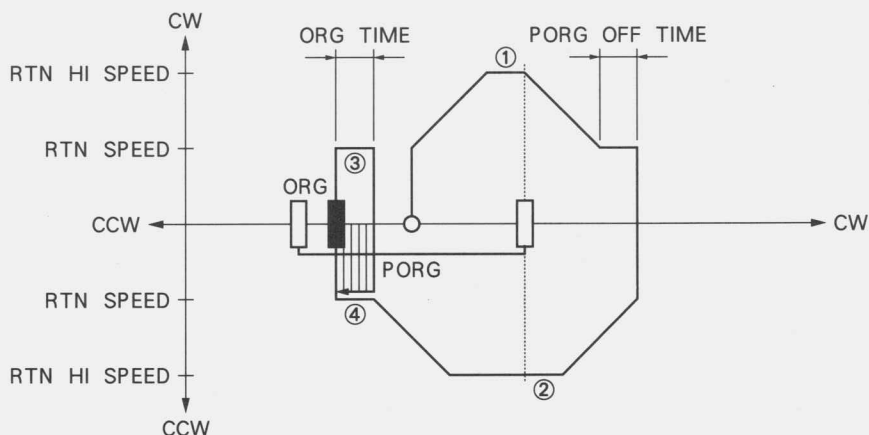 CW
ORG TIME
PORG OFF TIME
RTN HI SPEED
①
RTN SPEED
③
ORG
CCW
CW
PORG
RTN SPEED
④
RTN HI SPEED
②
CCW